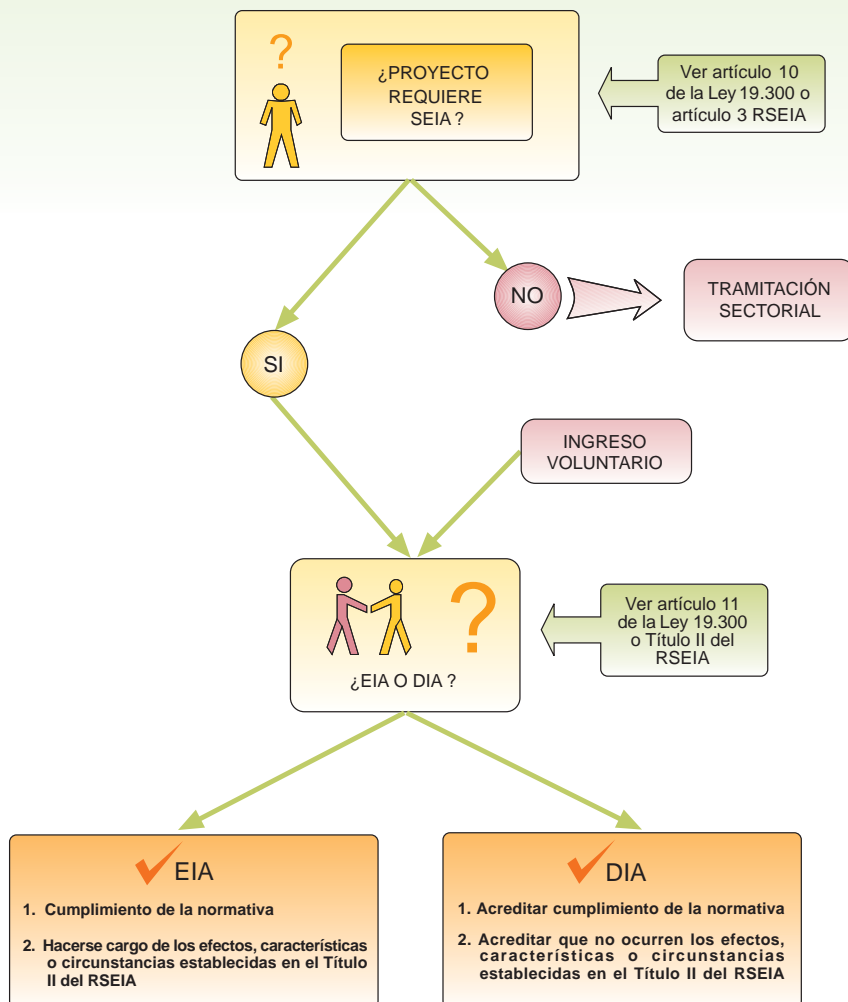 ?
¿PROYECTO
REQUIERE
SEIA ?
Ver artículo 10
de la Ley 19.300 o
artículo 3 RSEIA
NO
TRAMITACIÓN
SECTORIAL
SI
INGRESO
VOLUNTARIO
?
¿EIA O DIA ?
Ver artículo 11
de la Ley 19.300
o Título II del
RSEIA
EIA
1. Cumplimiento de la normativa
2. Hacerse cargo de los efectos, características
o circunstancias establecidas en el Título
II del RSEIA
DIA
1. Acreditar cumplimiento de la normativa
2. Acreditar que no ocurren los efectos,
características o circunstancias
establecidas en el Título II del RSEIA